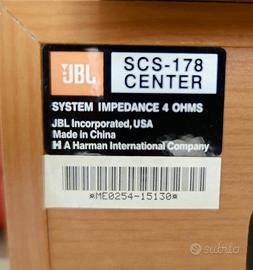 JBL
SCS-178
CENTER
SYSTEM IMPEDANCE 4 OHMS
JBL Incorporated, USA
Made in China
H A Harman International Company
*ME0254-15130*
subito